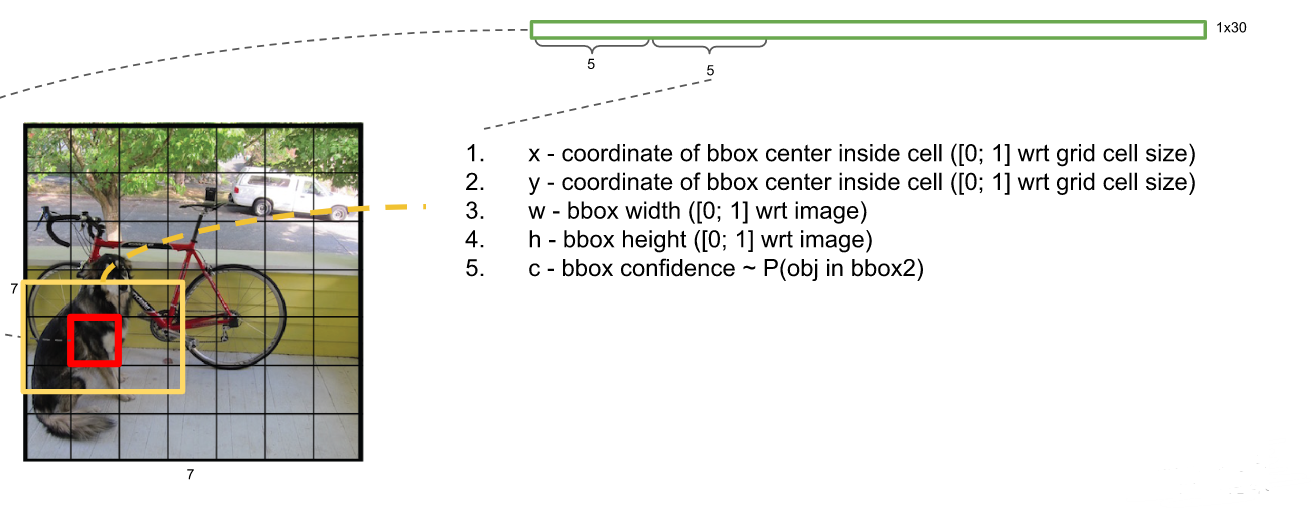 1x30
5
5
1. x - coordinate of bbox center inside cell ([0; 1] wrt grid cell size)
2. y - coordinate of bbox center inside cell ([0; 1] wrt grid cell size)
3. w - bbox width ([0; 1] wrt image)
4. h - bbox height ([0; 1] wrt image)
5. c - bbox confidence ~ P(obj in bbox2)
7
7